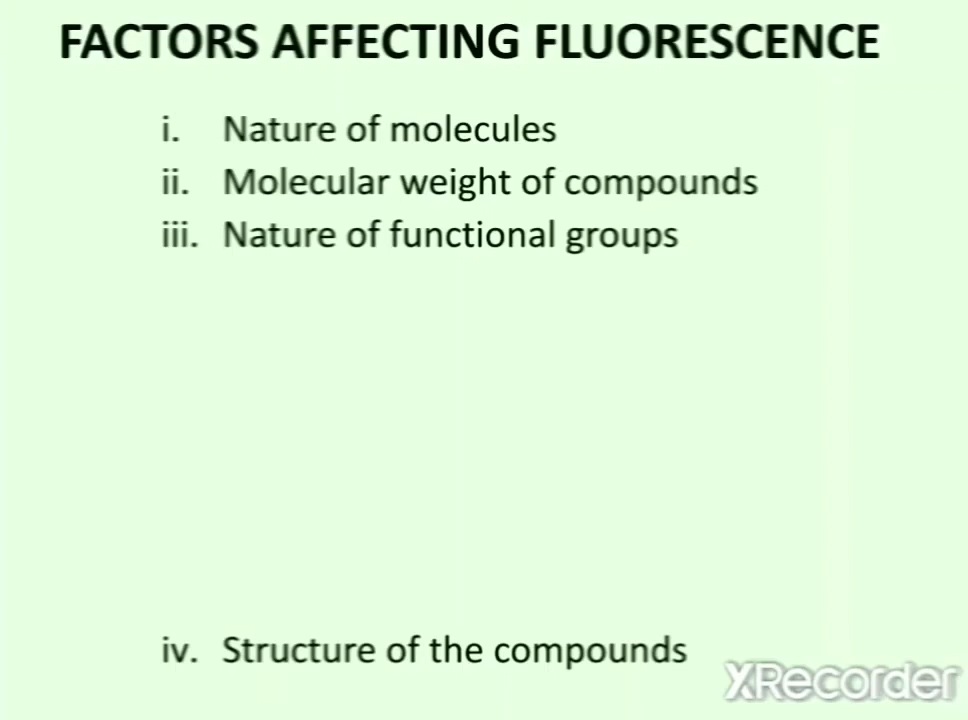 FACTORS AFFECTING FLUORESCENCE
i. Nature of molecules
ii. Molecular weight of compounds
iii. Nature of functional groups
iv. Structure of the compounds
XRecorder